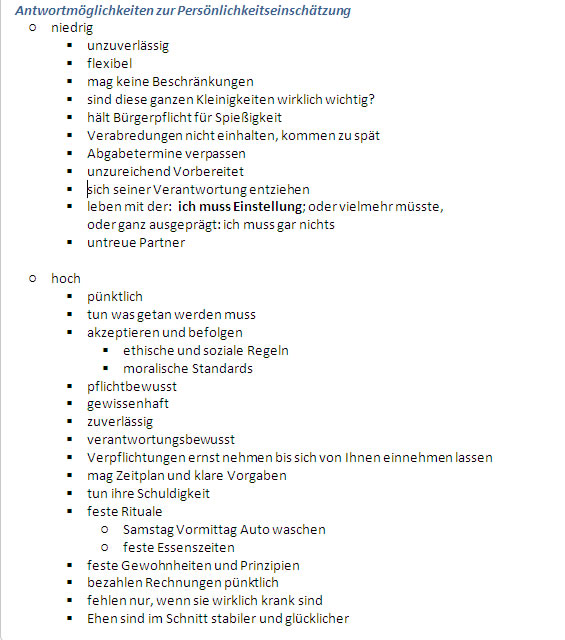 Antwortmöglichkeiten zur Persönlichkeitseinschätzung
niedrig
unzuverlässig
flexibel
mag keine Beschränkungen
sind diese ganzen Kleinigkeiten wirklich wichtig?
hält Bürgerpflicht für Spießigkeit
Verabredungen nicht einhalten, kommen zu spät
Abgabetermine verpassen
unzureichend Vorbereitet
sich seiner Verantwortung entziehen
leben mit der: ich muss Einstellung; oder vielmehr müsste,
oder ganz ausgeprägt: ich muss gar nichts
untreue Partner
hoch
pünktlich
tun was getan werden muss
akzeptieren und befolgen
ethische und soziale Regeln
moralische Standards
pflichtbewusst
gewissenhaft
zuverlässig
verantwortungsbewusst
Verpflichtungen ernst nehmen bis sich von Ihnen einnehmen lassen
mag Zeitplan und klare Vorgaben
tun ihre Schuldigkeit
feste Rituale
Samstag Vormittag Auto waschen
feste Essenszeiten
feste Gewohnheiten und Prinzipien
bezahlen Rechnungen pünktlich
fehlen nur, wenn sie wirklich krank sind
Ehen sind im Schnitt stabiler und glücklicher